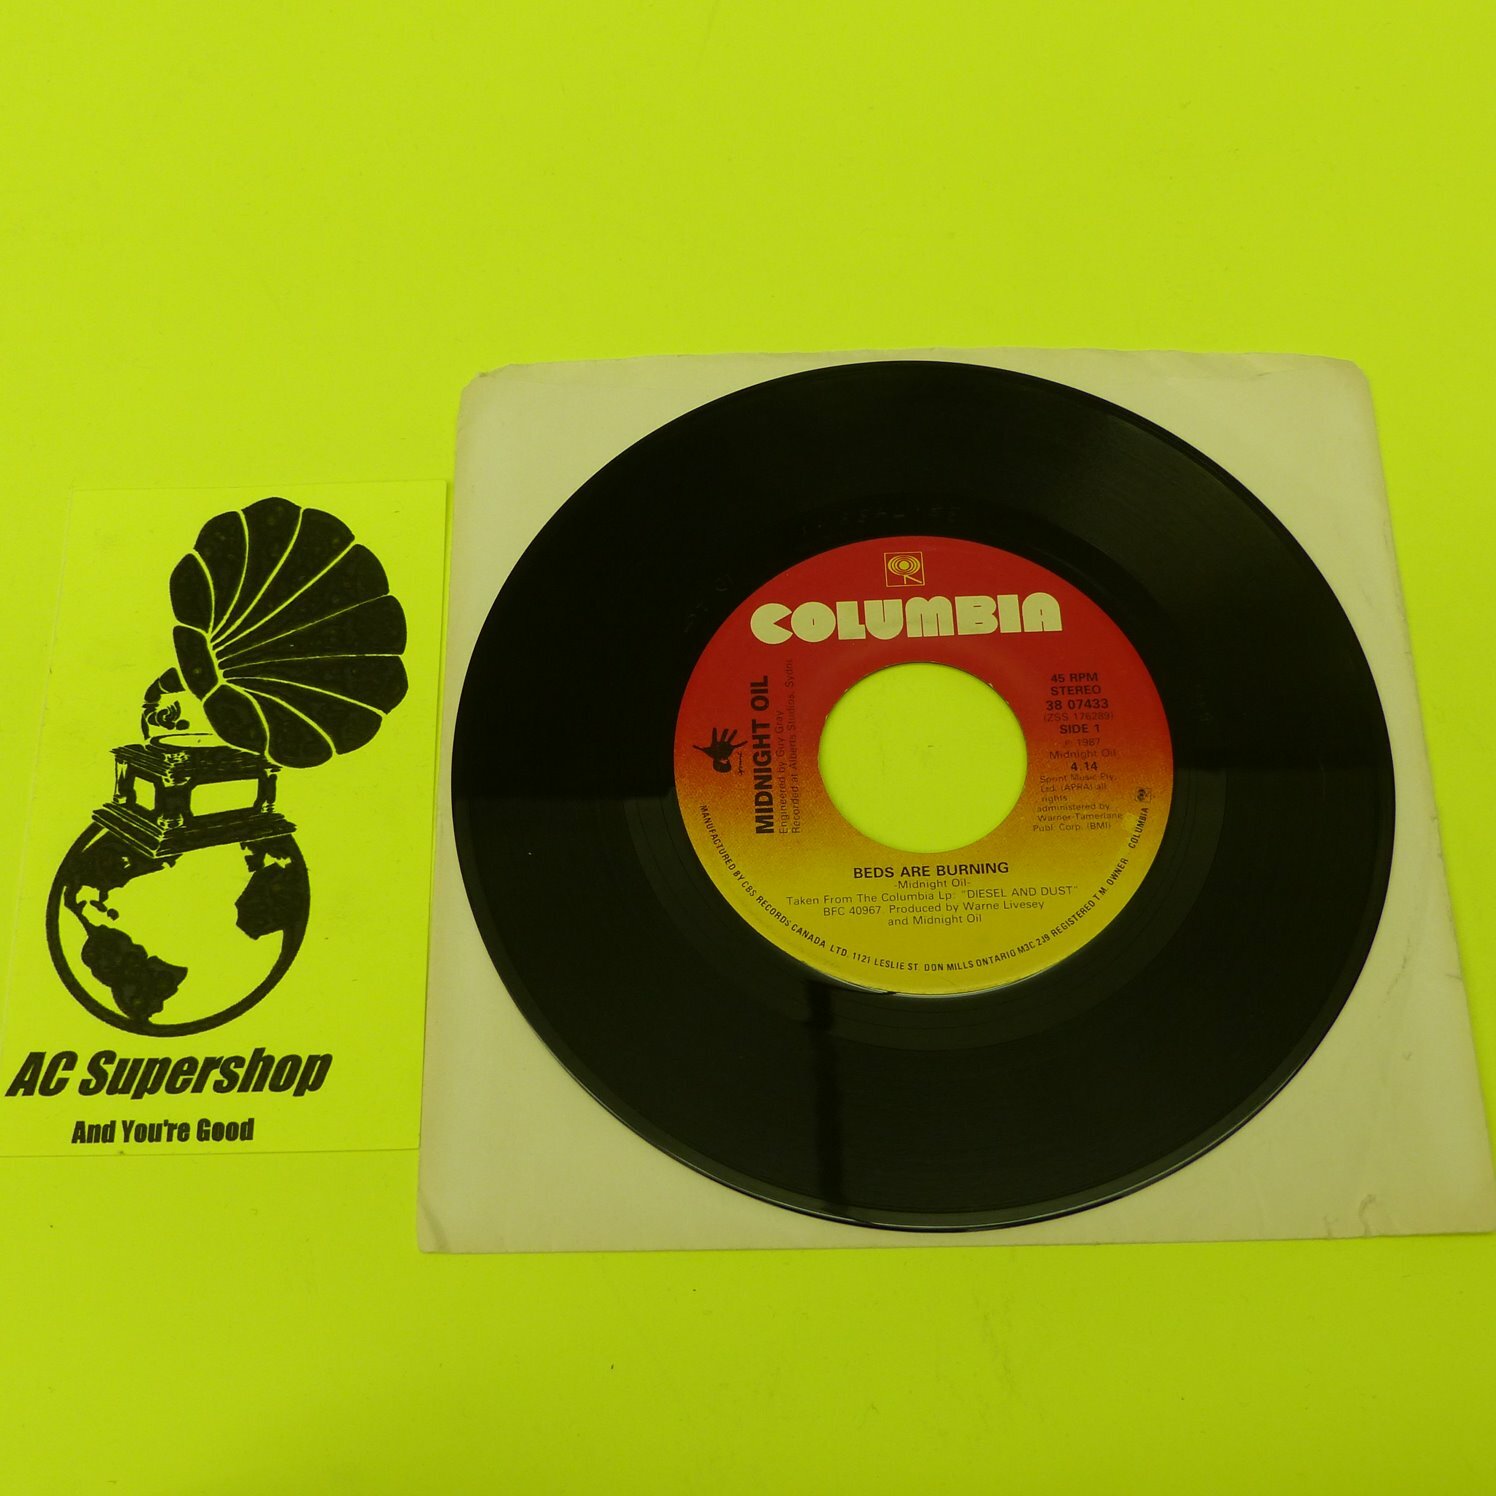 AC Supershop
And You're Good
COLUMBIA
MIDNIGHT OIL
Engineered by Guy Gray
Recorded at Alberts Studios,
45 RPM
STEREO
38 07433
(ZSS 176283)
SIDE 1
℗ 1987
Midnight Oil
4.14
Sprint Music Pty.
Ltd. (APRA) all
rights
administered by
Warner-Tamerlane
Publ. Corp. (BMI)
BEDS ARE BURNING
-Midnight Oil-
Taken From The Columbia Lp: "DIESEL AND DUST"
BFC 40967. Produced by Warne Livesey
and Midnight Oil
MANUFACTURED BY CBS RECORDS CANADA LTD. 1121 LESLIE ST. DON MILLS ONTARIO M3C 2J9 REGISTERED T.M. OWNER COLUMBIA